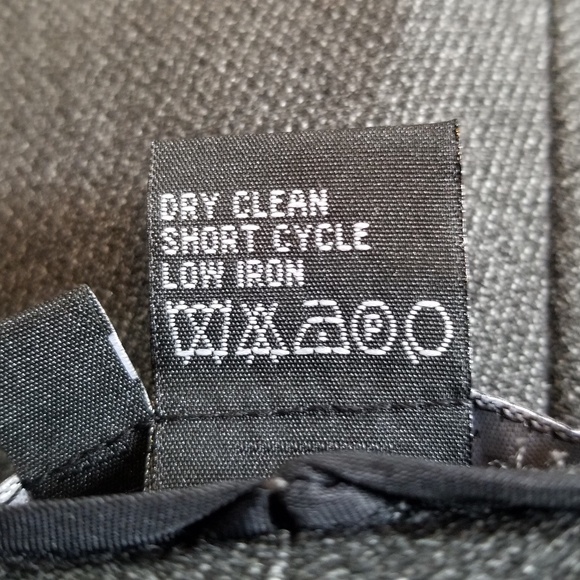 DRY CLEAN
SHORT CYCLE
LOW IRON
P